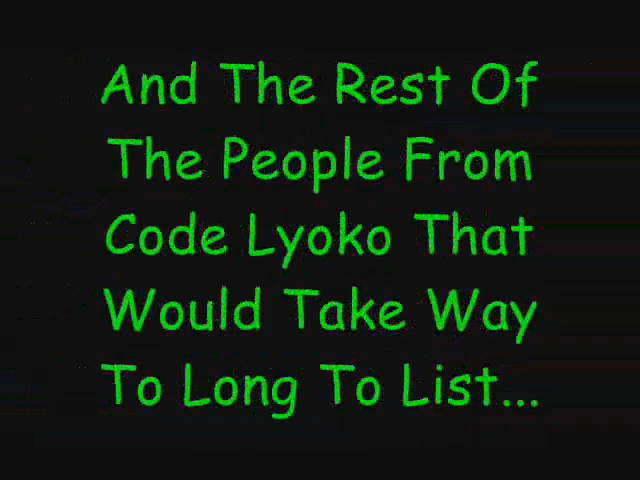 And The Rest Of
The People From
Code Lyoko That
Would Take Way
To Long To List...